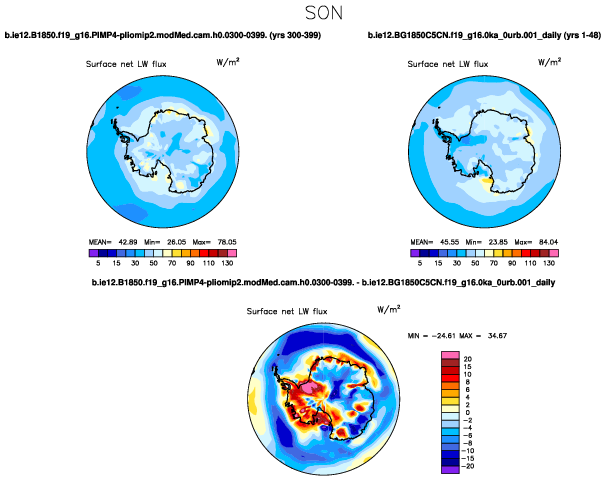 SON
b.ie12.B1850.f19_g16.PIMP4-pliomip2.modMed.cam.h0.0300-0399. (yrs 300-399)
b.ie12.BG1850C5CN.f19_g16.0ka_0urb.001_daily (yrs 1-48)
Surface net LW flux W/m²
Surface net LW flux W/m²
MEAN= 42.89 Min= 26.05 Max= 78.05
MEAN= 45.55 Min= 23.85 Max= 84.04
5 15 30 50 70 90 110 130
5 15 30 50 70 90 110 130
b.ie12.B1850.f19_g16.PIMP4-pliomip2.modMed.cam.h0.0300-0399. - b.ie12.BG1850C5CN.f19_g16.0ka_0urb.001_daily
Surface net LW flux W/m²
MIN = -24.61 MAX = 34.67
20
15
10
8
6
4
2
0
-2
-4
-6
-8
-10
-15
-20